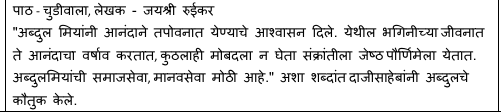 पाठ - चुडीवाला, लेखक - जयश्री रुईकर
"अब्दुल मियांनी आनंदाने तपोवनात येण्याचे आश्वासन दिले. येथील भगिनीच्या जीवनात
ते आनंदाचा वर्षाव करतात, कुठलाही मोबदला न घेता संक्रांतीला जेष्ठ पौर्णिमेला येतात.
अब्दुलमियांची समाजसेवा, मानवसेवा मोठी आहे." अशा शब्दांत दाजीसाहेबांनी अब्दुलचे
कौतुक केले.